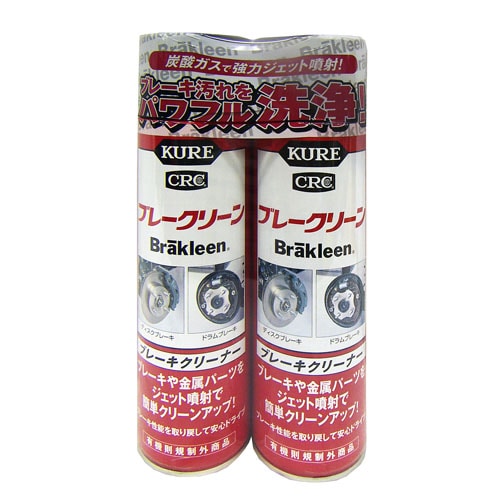 Bräkleen Brakleen
炭酸ガスで強力ジェット噴射!
ブレーキ汚れを
パワフル洗浄!
KURE
CRC
ブレークリーン
Bräkleen®
ディスクブレーキ
ドラムブレーキ
ブレーキクリーナー
ブレーキや金属パーツを
ジェット噴射で
簡単クリーンアップ!
ブレーキ性能を取り戻して安心ドライブ!
有機則規制外商品
KURE
CRC
ブレークリーン
Bräkleen®
ディスクブレーキ
ドラムブレーキ
ブレーキクリーナー
ブレーキや金属パーツを
ジェット噴射で
簡単クリーンアップ!
ブレーキ性能を取り戻して安心ドライブ!
有機則規制外商品